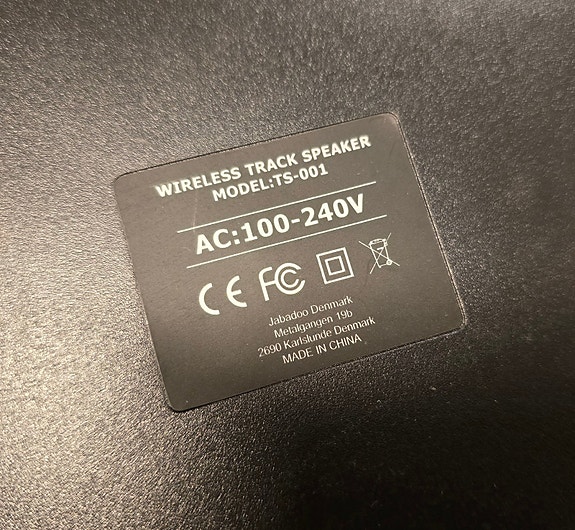 WIRELESS TRACK SPEAKER
MODEL:TS-001
AC:100-240V
CE FC
Jabadoo Denmark
Metalgangen 19b
2690 Karlslunde Denmark
MADE IN CHINA